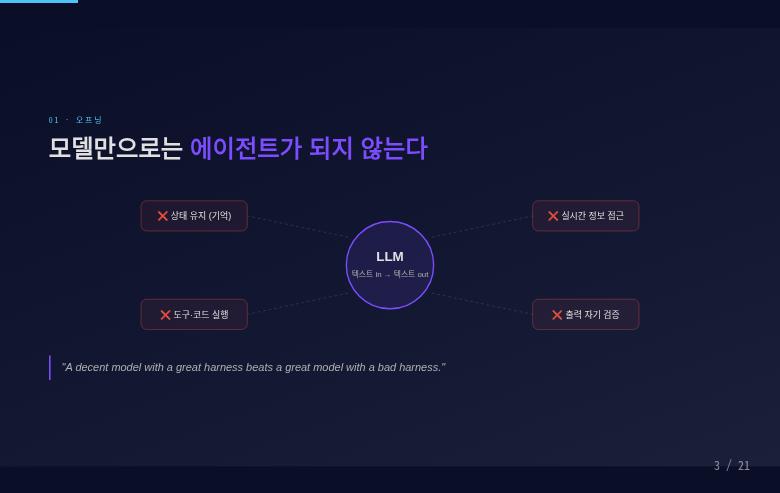 01 · 오프닝
모델만으로는 에이전트가 되지 않는다
❌ 상태 유지 (기억)
❌ 실시간 정보 접근
LLM
텍스트 in → 텍스트 out
❌ 도구·코드 실행
❌ 출력 자기 검증
"A decent model with a great harness beats a great model with a bad harness."
3 / 21